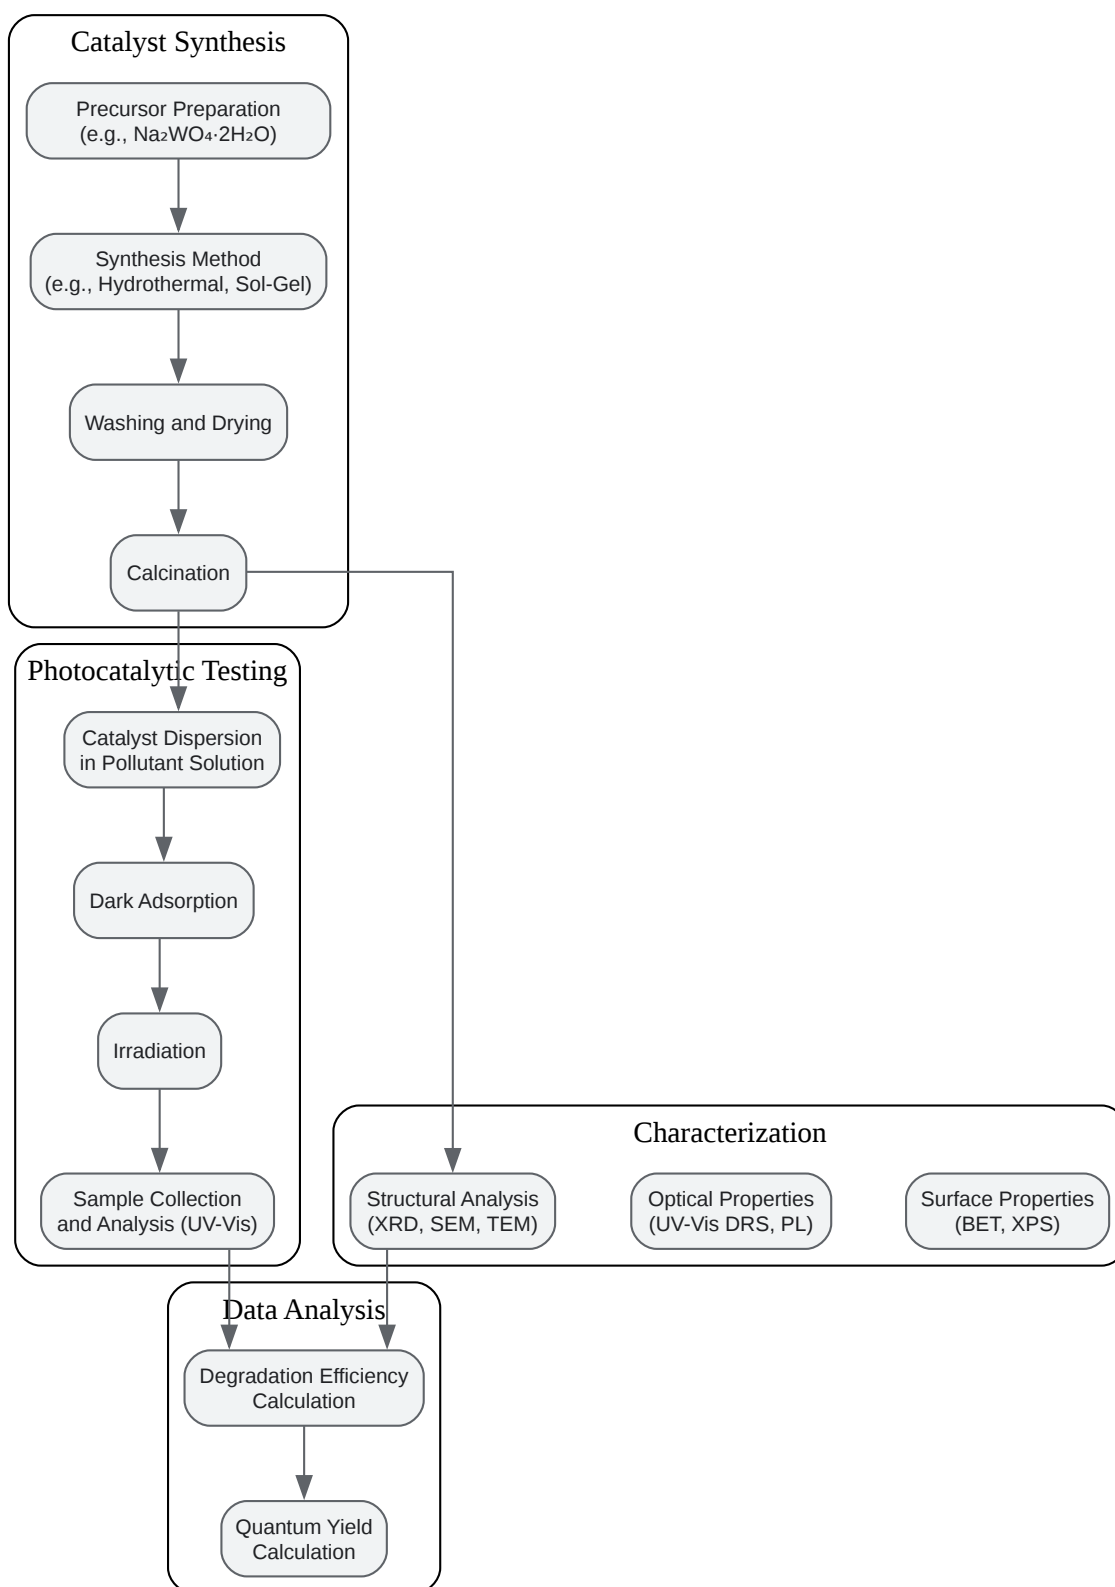 Catalyst Synthesis
Precursor Preparation
(e.g., Na₂WO₄·2H₂O)
Synthesis Method
(e.g., Hydrothermal, Sol-Gel)
Washing and Drying
Calcination
Photocatalytic Testing
Catalyst Dispersion
in Pollutant Solution
Dark Adsorption
Irradiation
Sample Collection
and Analysis (UV-Vis)
Characterization
Structural Analysis
(XRD, SEM, TEM)
Optical Properties
(UV-Vis DRS, PL)
Surface Properties
(BET, XPS)
Data Analysis
Degradation Efficiency
Calculation
Quantum Yield
Calculation